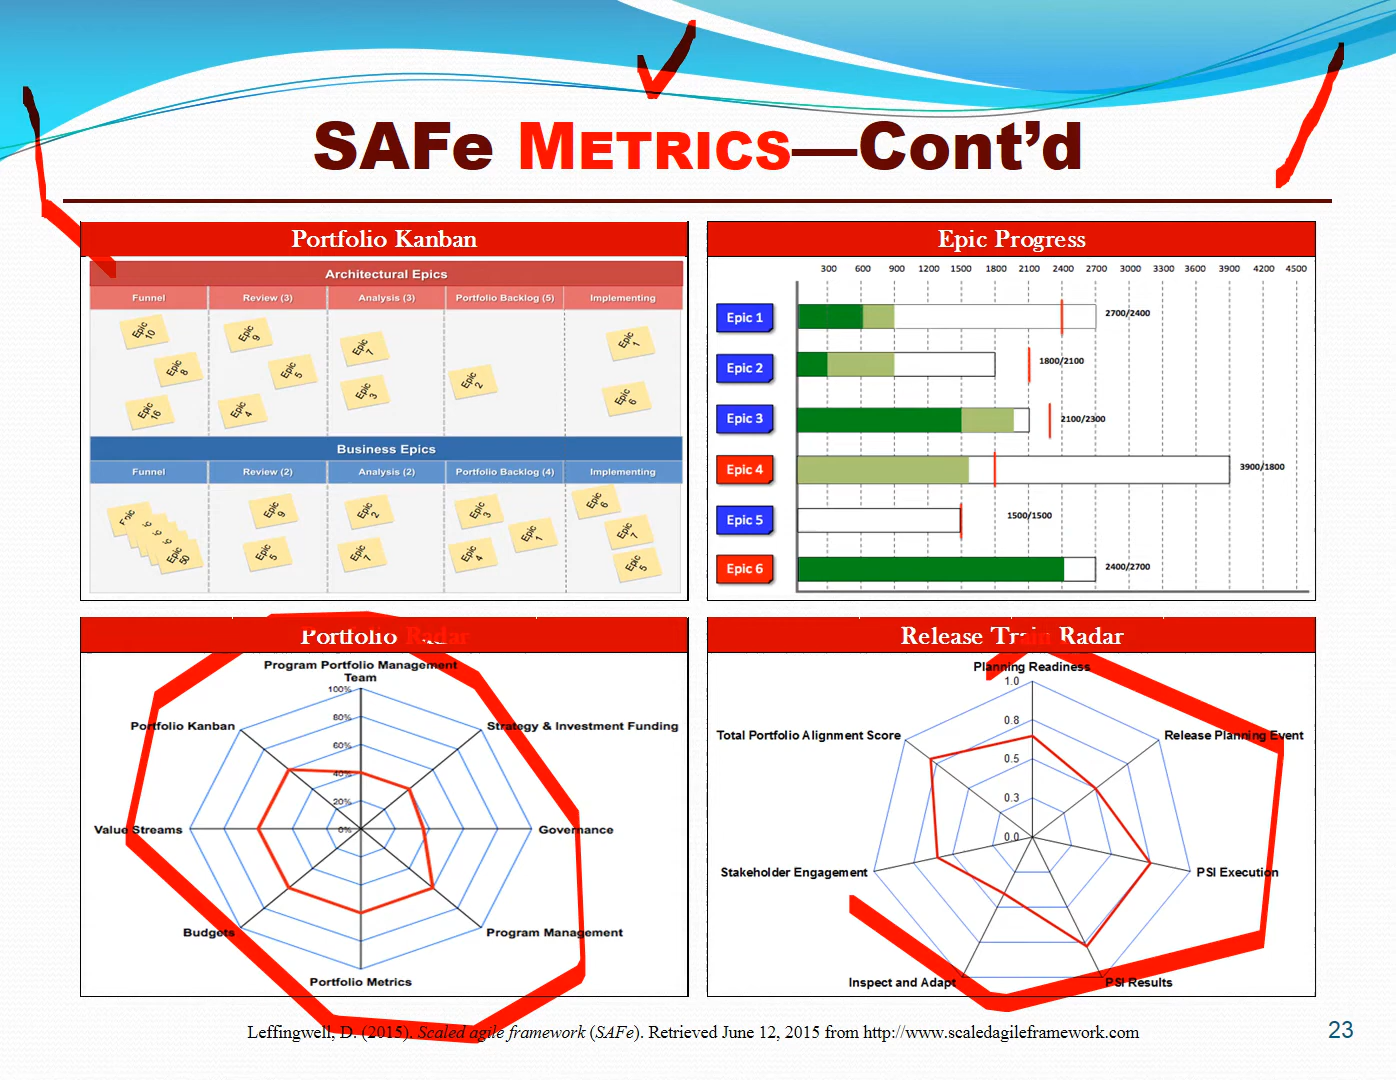 SAFe METRICS—Cont’d
Portfolio Kanban
Architectural Epics
Funnel Review (3) Analysis (3) Portfolio Backlog (5) Implementing
Epic 10
Epic 8
Epic 16
Epic 9
Epic 5
Epic 4
Epic 7
Epic 3
Epic 2
Epic 1
Epic 6
Business Epics
Funnel Review (2) Analysis (2) Portfolio Backlog (4) Implementing
Epic
Epic 50
Epic 9
Epic 5
Epic 2
Epic 7
Epic 3
Epic 1
Epic 4
Epic 6
Epic 7
Epic 5
Epic Progress
300 600 900 1200 1500 1800 2100 2400 2700 3000 3300 3600 3900 4200 4500
Epic 1 2700/2400
Epic 2 1800/2100
Epic 3 2100/2300
Epic 4 3900/1800
Epic 5 1500/1500
Epic 6 2400/2700
Portfolio Radar
Program Portfolio Management
Team
100%
80%
60%
40%
20%
0%
Portfolio Kanban
Strategy & Investment Funding
Value Streams
Governance
Budgets
Program Management
Portfolio Metrics
Release Train Radar
Planning Readiness
1.0
0.8
0.5
0.3
0.0
Total Portfolio Alignment Score
Release Planning Event
Stakeholder Engagement
PSI Execution
Inspect and Adapt
PSI Results
Leffingwell, D. (2015). Scaled agile framework (SAFe). Retrieved June 12, 2015 from http://www.scaledagileframework.com
23